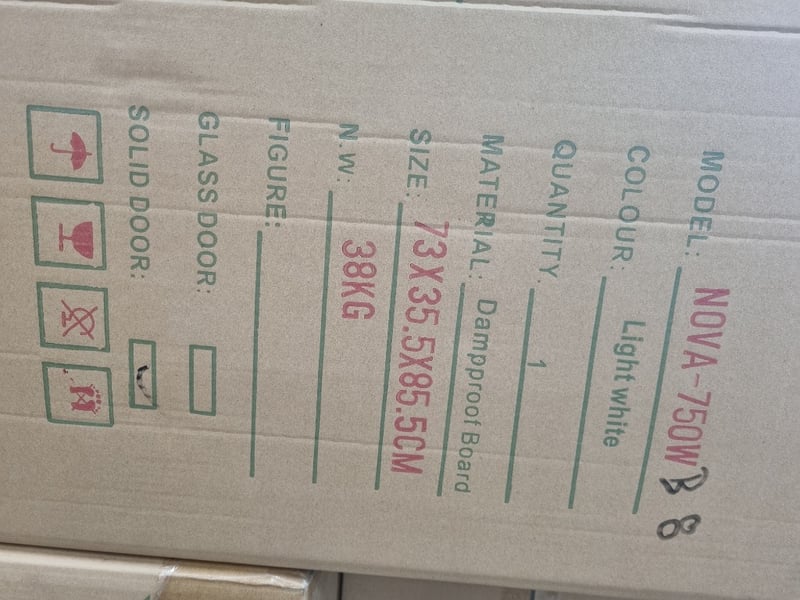 MODEL: NOVA-750W B 8
COLOUR: Light white
QUANTITY. 1
MATERIAL: Dampproof Board
SIZE: 73X35.5X85.5CM
N.W: 38KG
FIGURE:
GLASS DOOR:
SOLID DOOR: